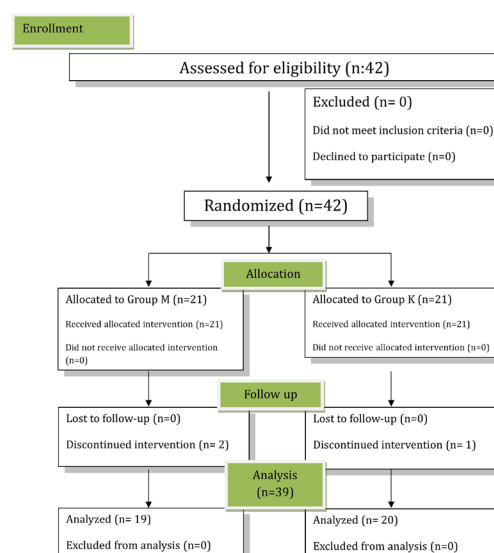 Enrollment
Assessed for eligibility (n:42)
Excluded (n= 0)
Did not meet inclusion criteria (n=0)
Declined to participate (n=0)
Randomized (n=42)
Allocation
Allocated to Group M (n=21)
Received allocated intervention (n=21)
Did not receive allocated intervention
(n=0)
Allocated to Group K (n=21)
Received allocated intervention (n=21)
Did not receive allocated intervention (n=0)
Follow up
Lost to follow-up (n=0)
Discontinued intervention (n= 2)
Lost to follow-up (n=0)
Discontinued intervention (n= 1)
Analysis
(n=39)
Analyzed (n= 19)
Excluded from analysis (n=0)
Analyzed (n= 20)
Excluded from analysis (n=0)